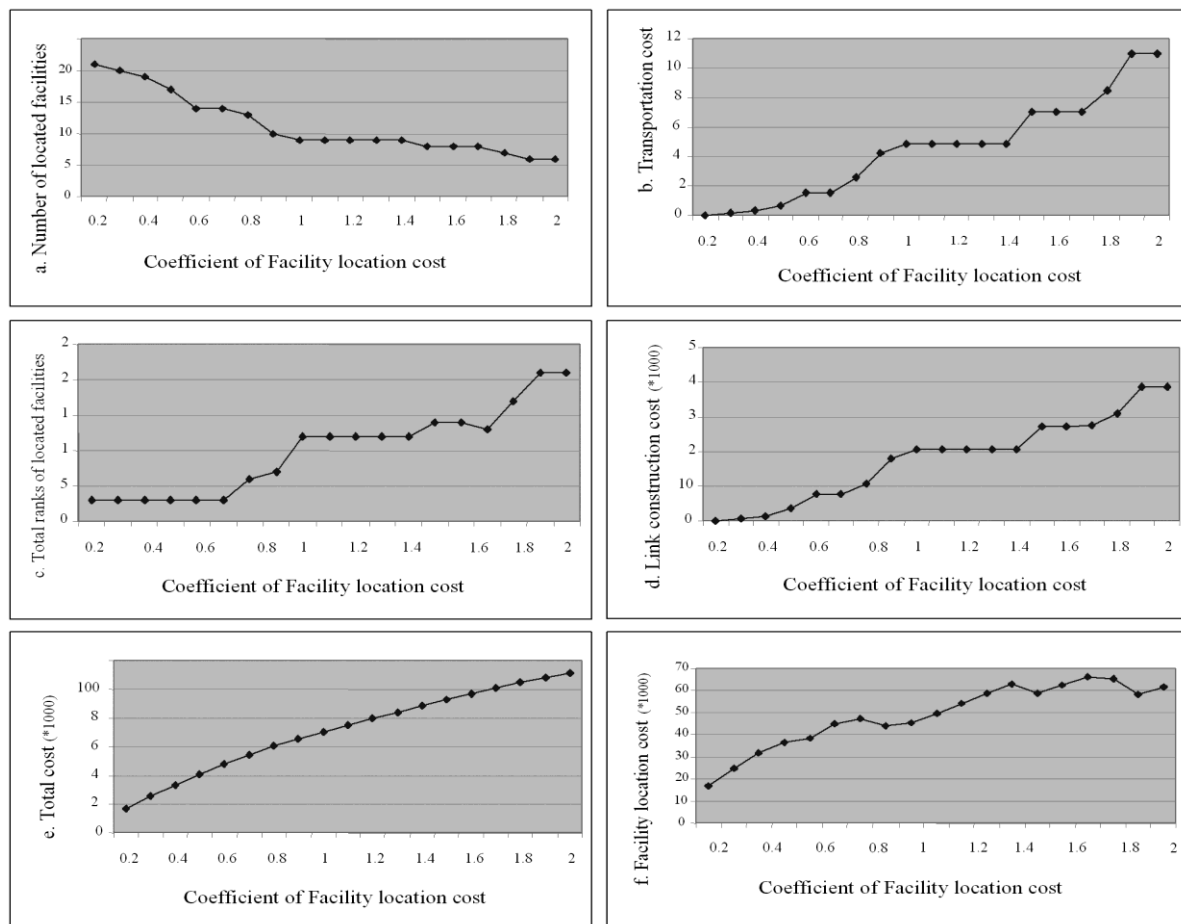 a. Number of located facilities
20
15
10
5
0
0.2 0.4 0.6 0.8 1 1.2 1.4 1.6 1.8 2
Coefficient of Facility location cost
b. Transportation cost
12
10
8
6
4
2
0
0.2 0.4 0.6 0.8 1 1.2 1.4 1.6 1.8 2
Coefficient of Facility location cost
c. Total ranks of located facilities
2
2
1
1
5
0
0.2 0.4 0.6 0.8 1 1.2 1.4 1.6 1.8 2
Coefficient of Facility location cost
d. Link construction cost (*1000)
5
4
3
2
10
0
0.2 0.4 0.6 0.8 1 1.2 1.4 1.6 1.8 2
Coefficient of Facility location cost
e. Total cost (*1000)
100
8
6
4
2
0
0.2 0.4 0.6 0.8 1 1.2 1.4 1.6 1.8 2
Coefficient of Facility location cost
f. Facility location cost (*1000)
70
60
50
40
30
20
10
0
0.2 0.4 0.6 0.8 1 1.2 1.4 1.6 1.8 2
Coefficient of Facility location cost